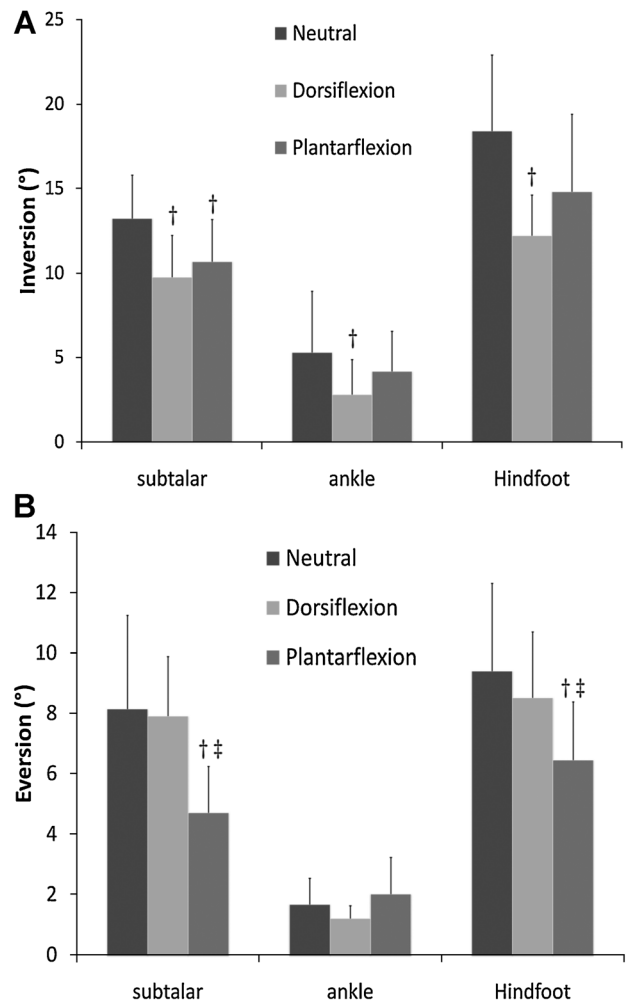 A
25
20
15
10
5
0
Inversion (°)
Neutral
Dorsiflexion
Plantarflexion
† †
†
†
subtalar ankle Hindfoot
B
14
12
10
8
6
4
2
0
Eversion (°)
Neutral
Dorsiflexion
Plantarflexion
† ‡
† ‡
subtalar ankle Hindfoot